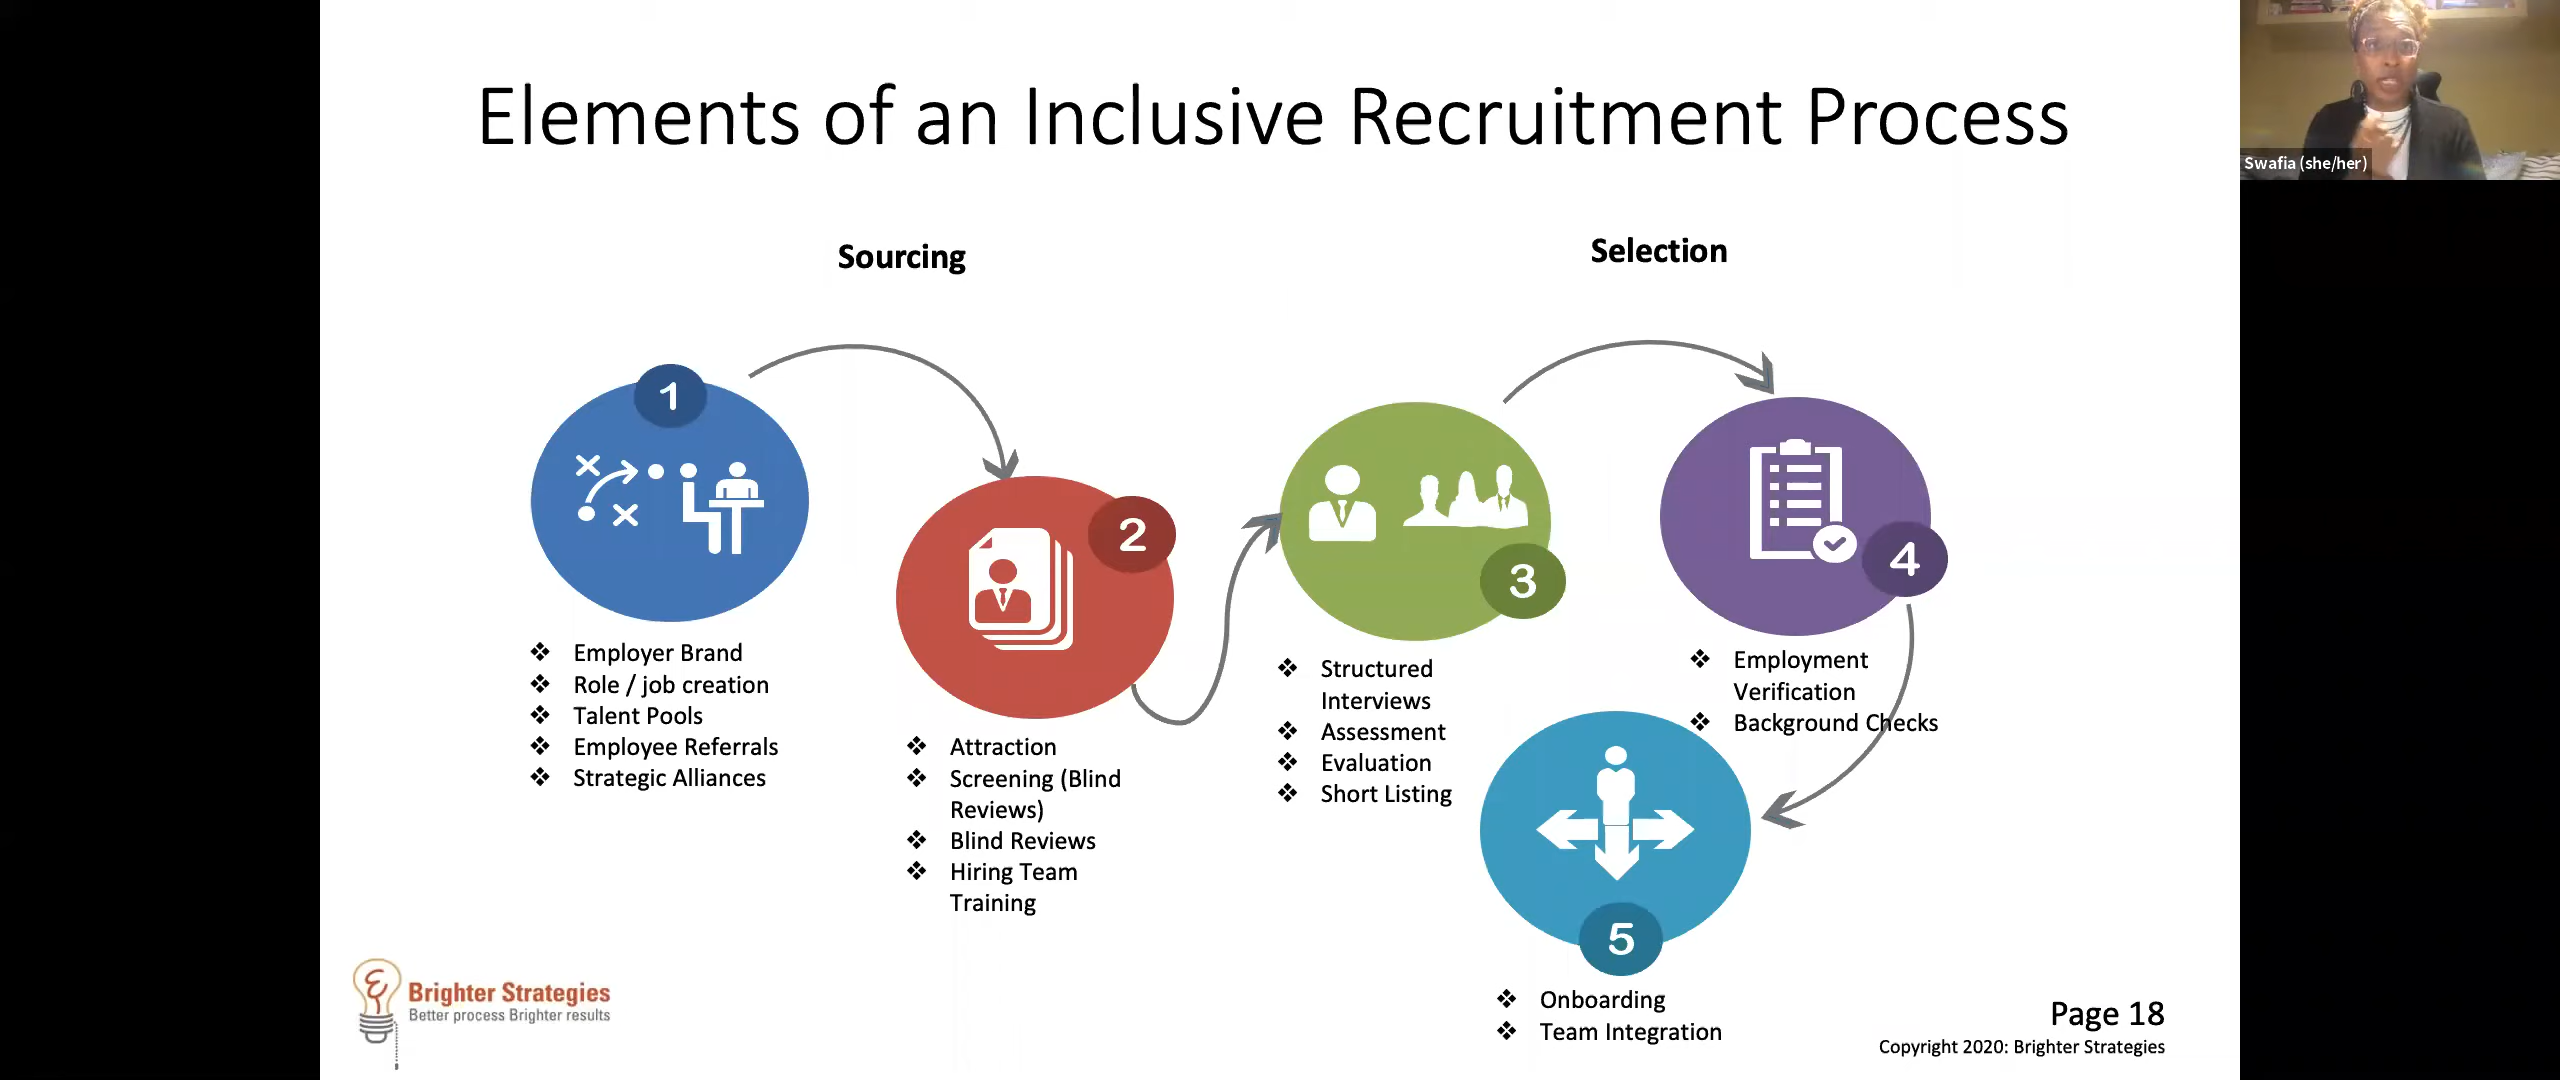 Elements of an Inclusive Recruitment Process
Swafia (she/her)
Sourcing
Selection
1
❖ Employer Brand
❖ Role / job creation
❖ Talent Pools
❖ Employee Referrals
❖ Strategic Alliances
2
❖ Attraction
❖ Screening (Blind
Reviews)
❖ Blind Reviews
❖ Hiring Team
Training
3
❖ Structured
Interviews
❖ Assessment
❖ Evaluation
❖ Short Listing
4
❖ Employment
Verification
❖ Background Checks
5
❖ Onboarding
❖ Team Integration
Brighter Strategies
Better process Brighter results
Page 18
Copyright 2020: Brighter Strategies